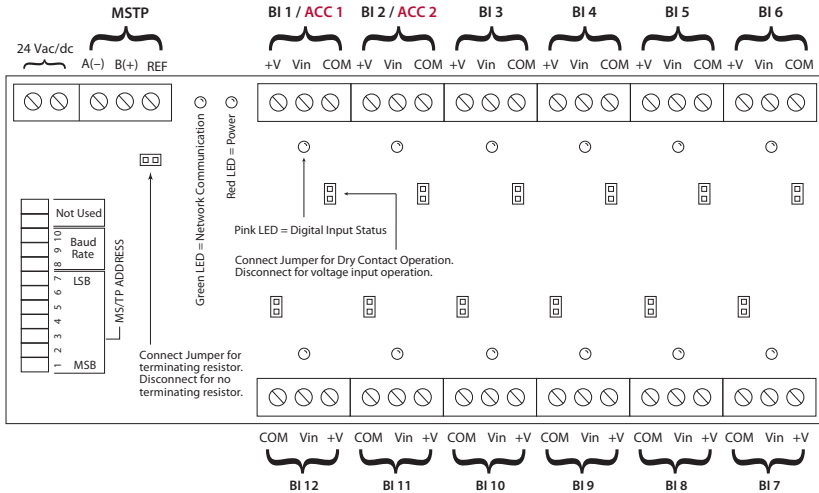 MSTP
BI 1 / ACC 1
BI 2 / ACC 2
BI 3
BI 4
BI 5
BI 6
24 Vac/dc
A(−) B(+) REF
+V Vin COM +V Vin COM +V Vin COM +V Vin COM +V Vin COM +V Vin COM
Green LED = Network Communication
Red LED = Power
Not Used
Baud
Rate
LSB
MSB
10
9
8
7
6
5
4
3
2
1
MS/TP ADDRESS
Connect Jumper for
terminating resistor.
Disconnect for no
terminating resistor.
Pink LED = Digital Input Status
Connect Jumper for Dry Contact Operation.
Disconnect for voltage input operation.
COM Vin +V COM Vin +V COM Vin +V COM Vin +V COM Vin +V COM Vin +V
BI 12
BI 11
BI 10
BI 9
BI 8
BI 7